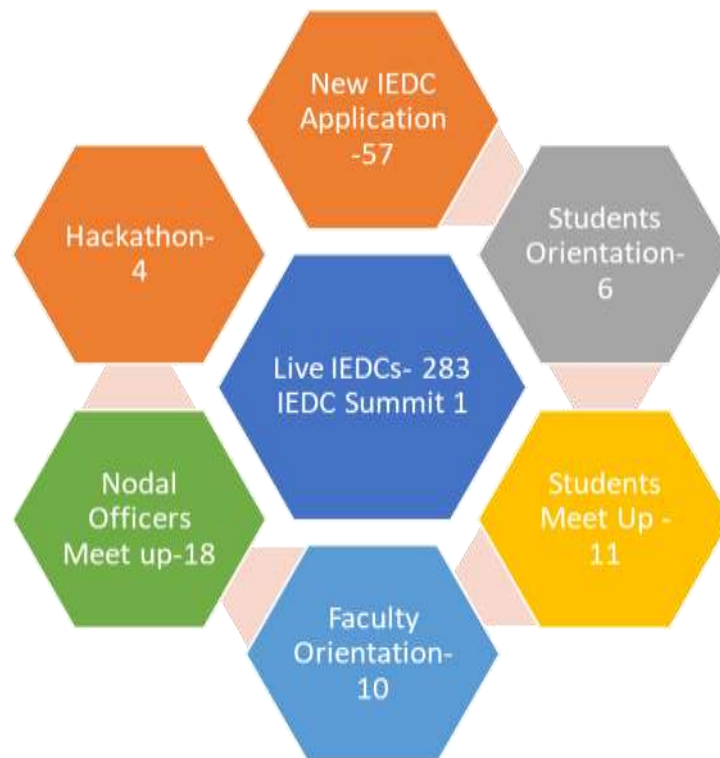 New IEDC
Application
-57
Students
Orientation-
6
Students
Meet Up -
11
Faculty
Orientation-
10
Nodal
Officers
Meet up-18
Hackathon-
4
Live IEDCs- 283
IEDC Summit 1